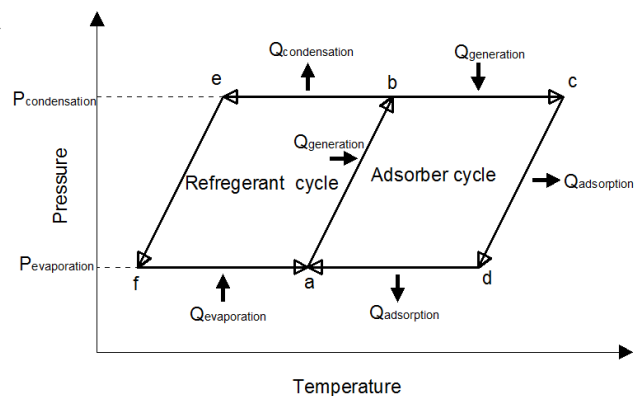 Qcondensation
Qgeneration
e
b
c
Pcondensation
Qgeneration
Refregerant cycle
Adsorber cycle
Qadsorption
Pressure
Pevaporation
f
a
d
Qevaporation
Qadsorption
Temperature